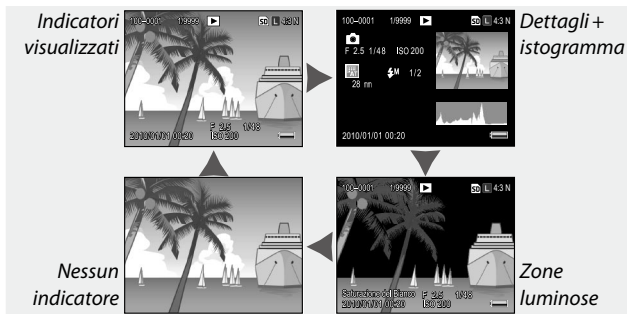 Indicatori
visualizzati
100–0001 1/9999 SD L 4:3 N
F 2.5 1/48
2010/01/01 00:20 ISO 200
Dettagli +
istogramma
100–0001 1/9999 SD L 4:3 N
F 2.5 1/48 ISO 200
M 1/2
28 mm
2010/01/01 00:20
Nessun
indicatore
100–0001 1/9999 SD L 4:3 N
Saturazione del Bianco F 2.5 1/48
2010/01/01 00:20 ISO 200
Zone
luminose